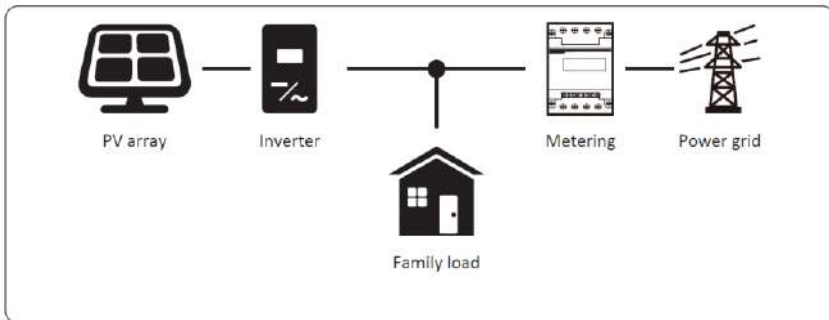 PV array
Inverter
Metering
Power grid
Family load